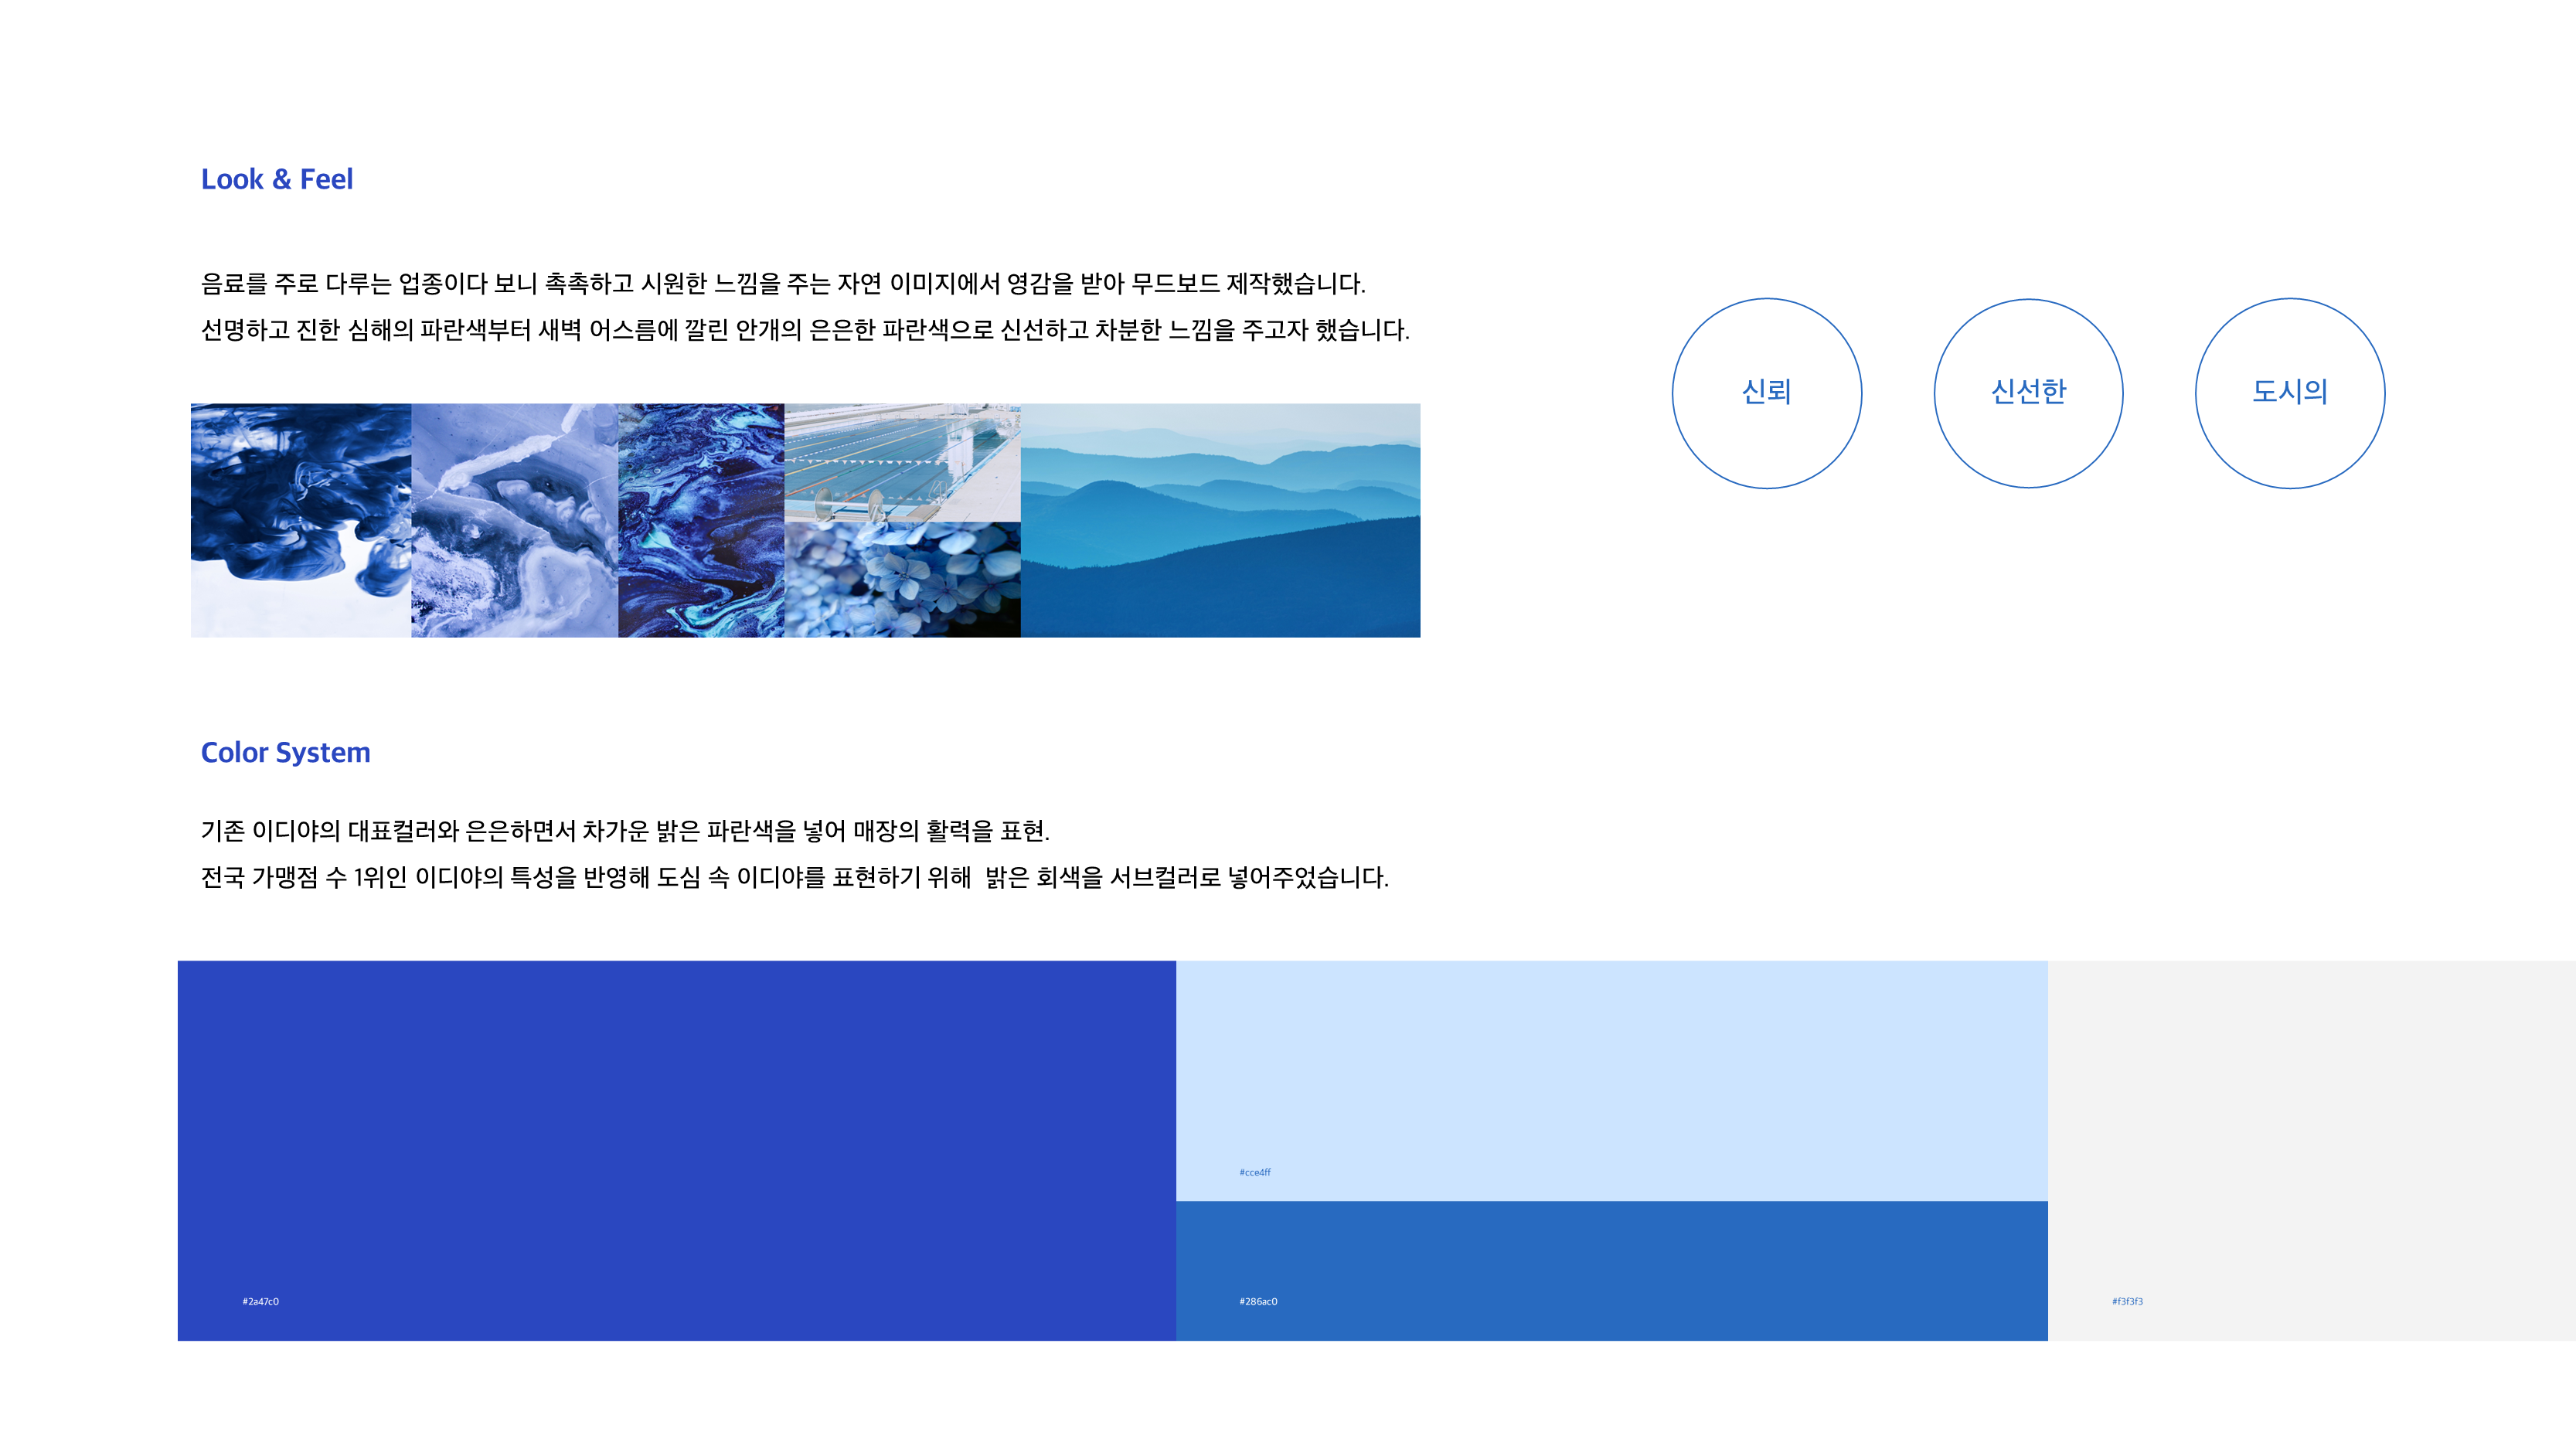 Look & Feel
음료를 주로 다루는 업종이다 보니 촉촉하고 시원한 느낌을 주는 자연 이미지에서 영감을 받아 무드보드 제작했습니다.
선명하고 진한 심해의 파란색부터 새벽 어스름에 깔린 안개의 은은한 파란색으로 신선하고 차분한 느낌을 주고자 했습니다.
신뢰
신선한
도시의
Color System
기존 이디야의 대표컬러와 은은하면서 차가운 밝은 파란색을 넣어 매장의 활력을 표현.
전국 가맹점 수 1위인 이디야의 특성을 반영해 도심 속 이디야를 표현하기 위해  밝은 회색을 서브컬러로 넣어주었습니다.
#cce4ff
#2a47c0
#286ac0
#f3f3f3